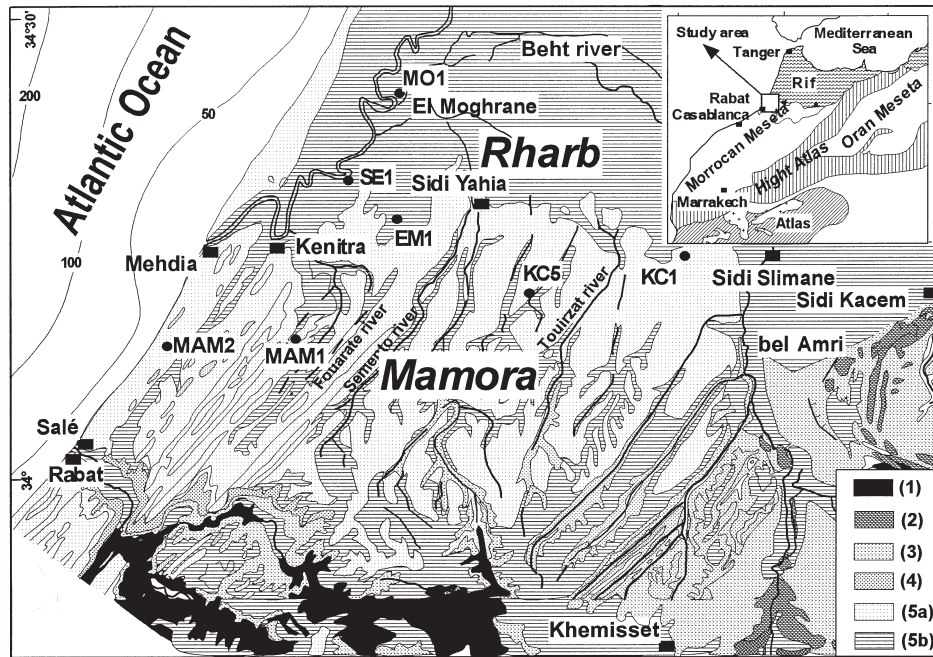 34°30'
200
50
100
34°
Atlantic Ocean
Beht river
MO1
El Moghrane
Rharb
SE1
Sidi Yahia
EM1
Mehdia
Kenitra
KC5
KC1
Sidi Slimane
Sidi Kacem
MAM2
MAM1
Fouarate river
Semento river
Touirzat river
Mamora
bel Amri
Salé
Rabat
Khemisset
Study area
Tanger
Mediterranean
Sea
Rif
Rabat
Casablanca
Morrocan Meseta
Hight Atlas
Oran Meseta
Marrakech
Atlas
(1)
(2)
(3)
(4)
(5a)
(5b)